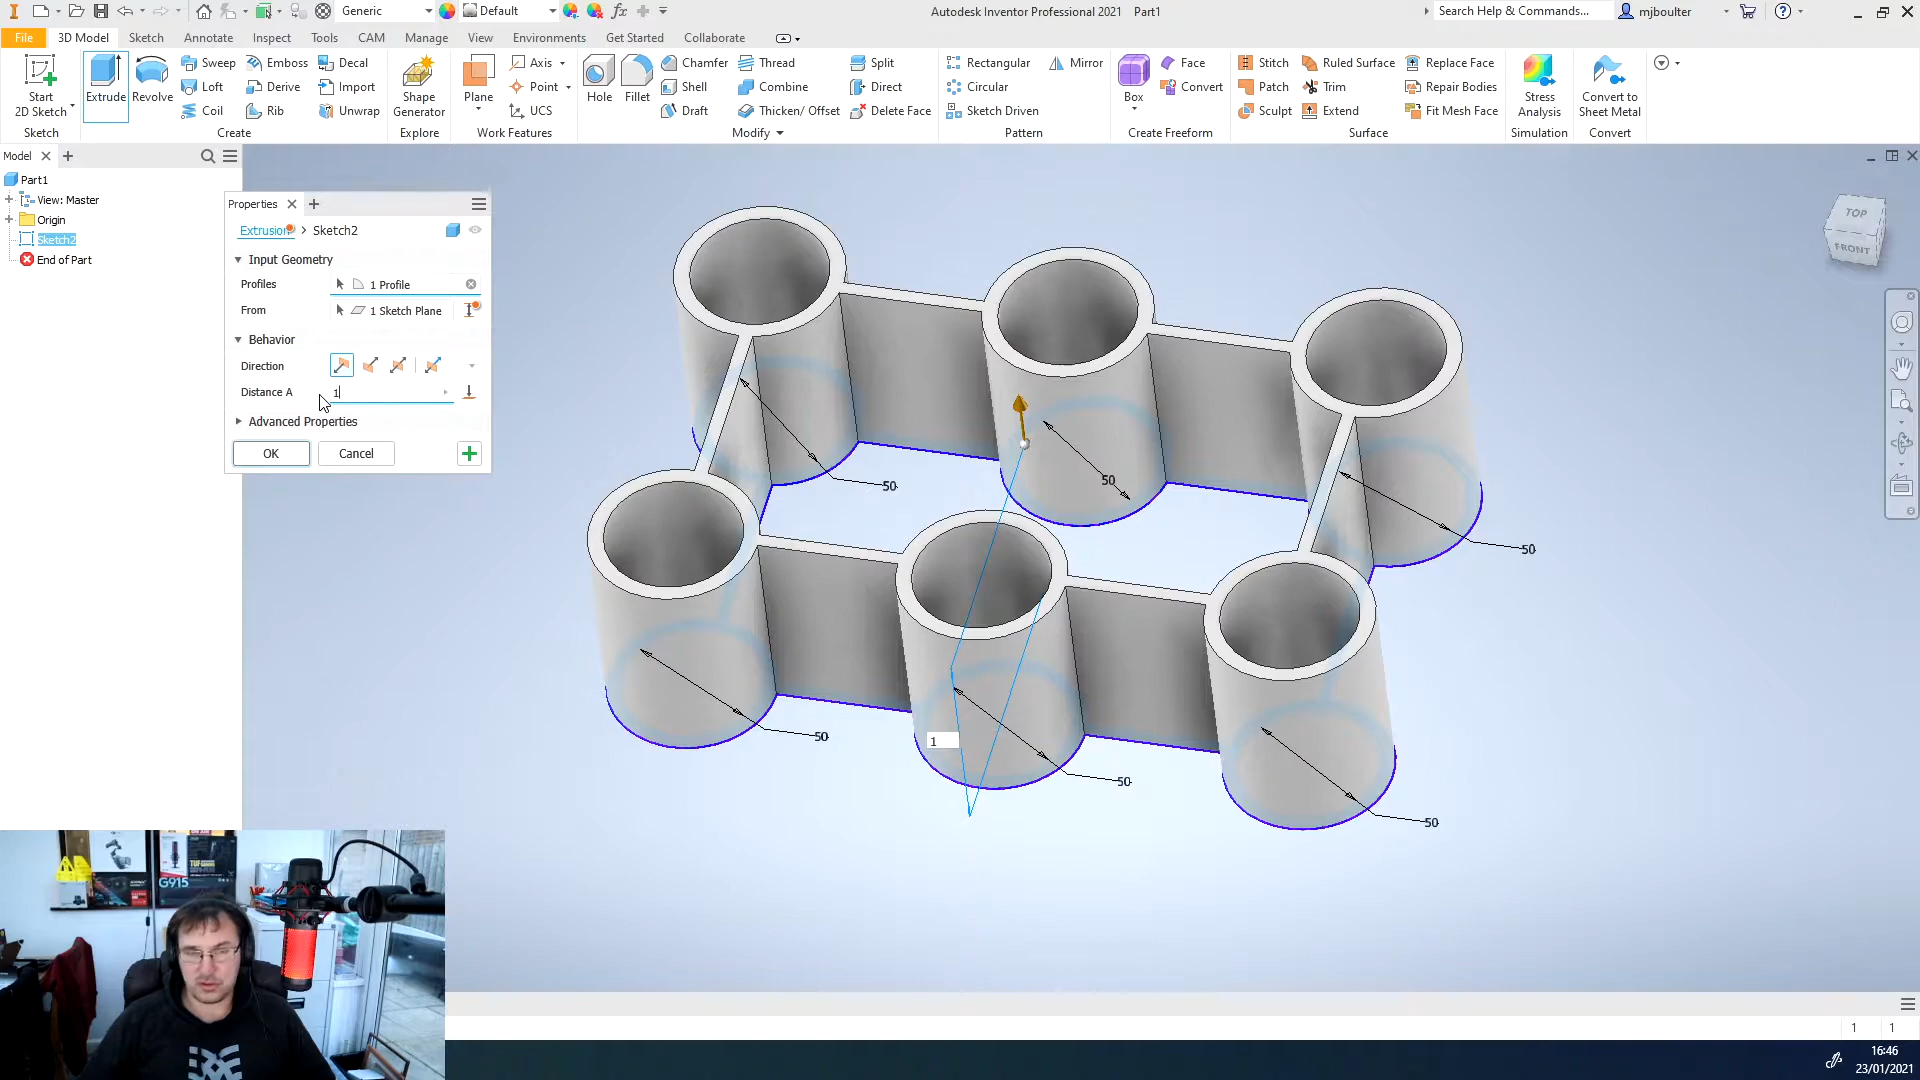 Generic
Default
fx
Autodesk Inventor Professional 2021 Part1
Search Help & Commands...
mjboulter
File
3D Model
Sketch
Annotate
Inspect
Tools
CAM
Manage
View
Environments
Get Started
Collaborate
Start
2D Sketch
Extrude
Revolve
Sweep
Loft
Coil
Emboss
Derive
Rib
Decal
Import
Unwrap
Shape
Generator
Plane
Axis
Point
UCS
Hole
Fillet
Chamfer
Shell
Draft
Thread
Combine
Thicken/ Offset
Split
Direct
Delete Face
Rectangular
Circular
Sketch Driven
Mirror
Box
Face
Convert
Stitch
Patch
Sculpt
Ruled Surface
Trim
Extend
Replace Face
Repair Bodies
Fit Mesh Face
Stress
Analysis
Convert to
Sheet Metal
Sketch
Create
Explore
Work Features
Modify
Pattern
Create Freeform
Surface
Simulation
Convert
Model
Part1
View: Master
Origin
Sketch2
End of Part
Properties
Extrusion > Sketch2
Input Geometry
Profiles
1 Profile
From
1 Sketch Plane
Behavior
Direction
Distance A
1
Advanced Properties
OK
Cancel
TOP
FRONT
50
50
50
50
1
50
50
G915
1 1
16:46
23/01/2021